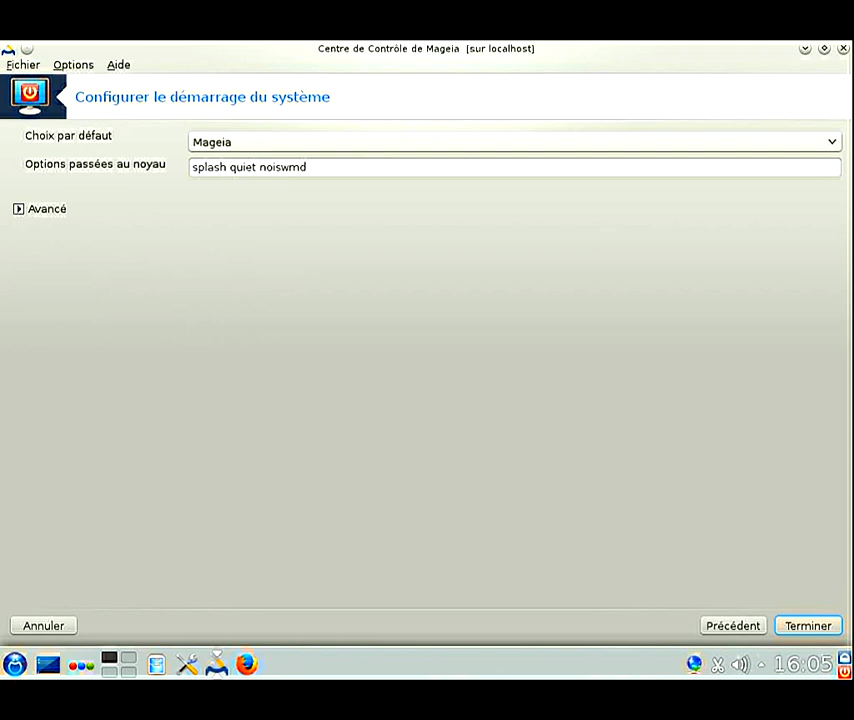 Centre de Contrôle de Mageia [sur localhost]
Fichier Options Aide
Configurer le démarrage du système
Choix par défaut
Mageia
Options passées au noyau
splash quiet noiswmd
Avancé
Annuler
Précédent
Terminer
16:05